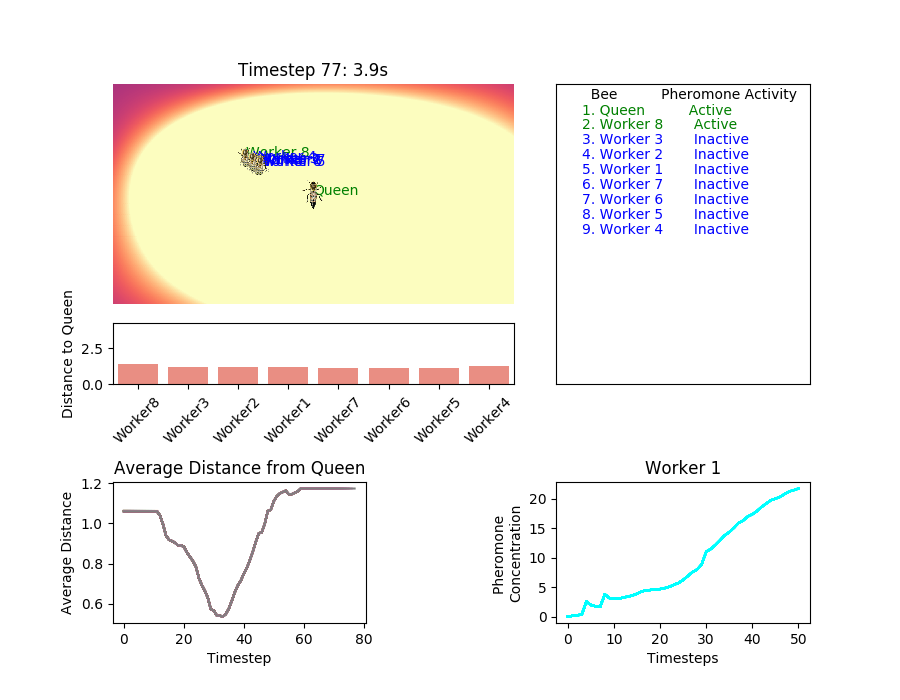 Timestep 77: 3.9s
Worker 8
Queen
Bee Pheromone Activity
1. Queen Active
2. Worker 8 Active
3. Worker 3 Inactive
4. Worker 2 Inactive
5. Worker 1 Inactive
6. Worker 7 Inactive
7. Worker 6 Inactive
8. Worker 5 Inactive
9. Worker 4 Inactive
Distance to Queen
2.5
0.0
Worker8 Worker3 Worker2 Worker1 Worker7 Worker6 Worker5 Worker4
Average Distance from Queen
Average Distance
1.2
1.0
0.8
0.6
0 20 40 60 80
Timestep
Worker 1
Pheromone
Concentration
20
15
10
5
0
0 10 20 30 40 50
Timesteps